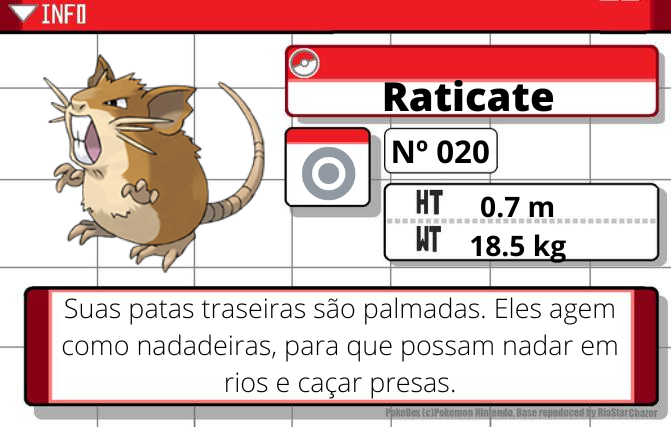 INFO
Raticate
Nº 020
HT 0.7 m
WT 18.5 kg
Suas patas traseiras são palmadas. Eles agem
como nadadeiras, para que possam nadar em
rios e caçar presas.
PokeDex (c)Pokemon Nintendo. Base repoduced by RiaStarChazer